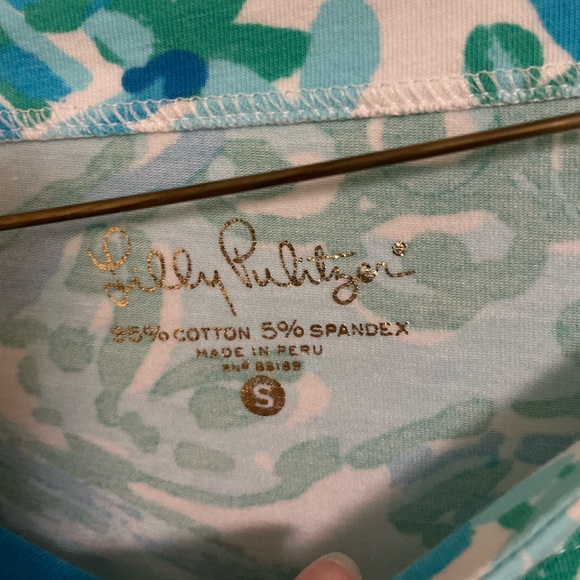 Lilly Pulitzer®
95% COTTON 5% SPANDEX
MADE IN PERU
RN# 88189
S